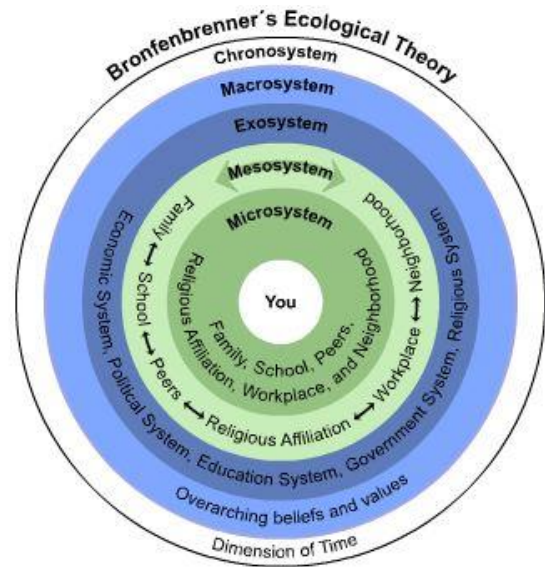 Bronfenbrenner´s Ecological Theory
Chronosystem
Macrosystem
Exosystem
Mesosystem
Microsystem
You
Family, School, Peers,
Religious Affiliation, Workplace, and Neighborhood
Family
School
Peers
Religious Affiliation
Workplace
Neighborhood
Economic System, Political System, Education System, Government System, Religious System
Overarching beliefs and values
Dimension of Time